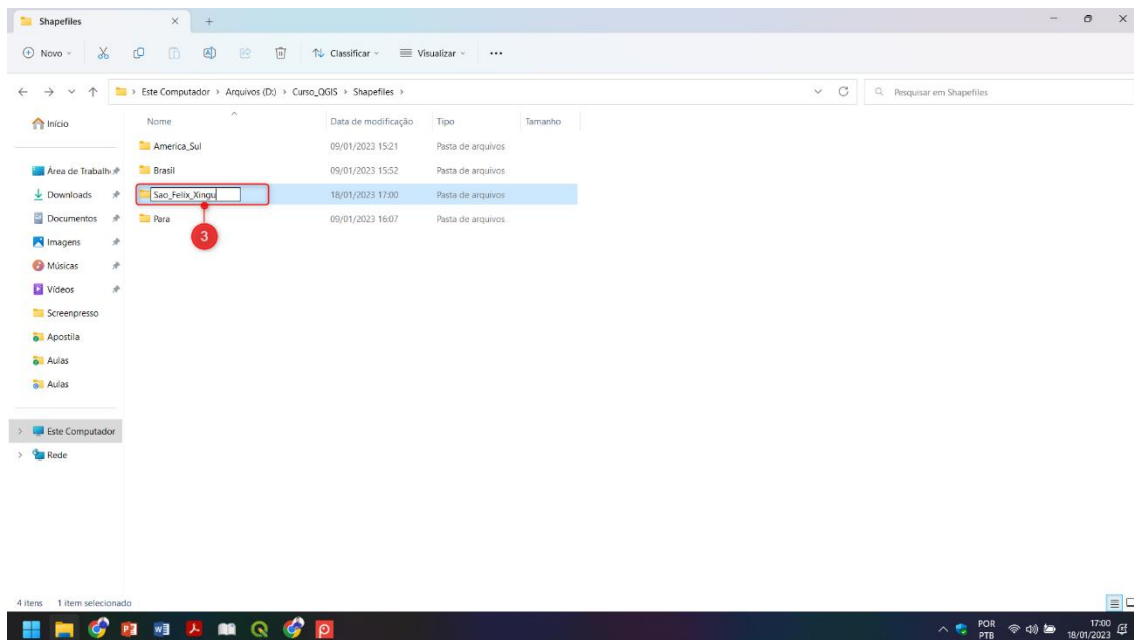 Shapefiles
Novo
Classificar
Visualizar
Este Computador > Arquivos (D:) > Curso_QGIS > Shapefiles >
Pesquisar em Shapefiles
Início
Nome
Data de modificação
Tipo
Tamanho
America_Sul 09/01/2023 15:21 Pasta de arquivos
Área de Trabalho
Brasil 09/01/2023 15:52 Pasta de arquivos
Downloads
Sao_Felix_Xingu 18/01/2023 17:00 Pasta de arquivos
Documentos
Para 09/01/2023 16:07 Pasta de arquivos
3
Imagens
Músicas
Vídeos
Screenpresso
Apostila
Aulas
Aulas
Este Computador
Rede
4 itens 1 item selecionado
POR
PTB
17:00
18/01/2023